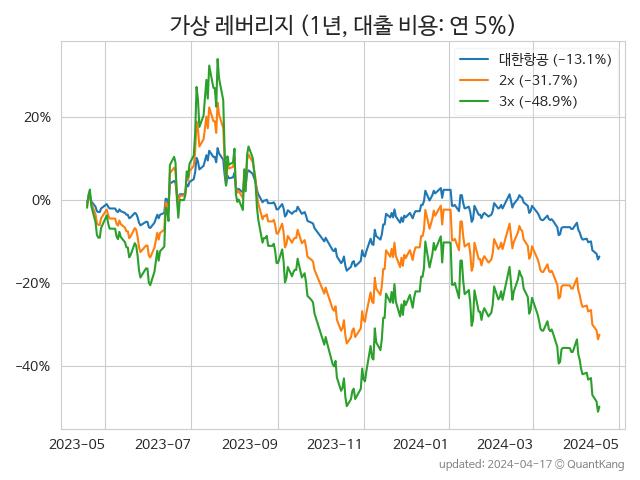 가상 레버리지 (1년, 대출 비용: 연 5%)
대한항공 (−13.1%)
2x (−31.7%)
3x (−48.9%)
20%
0%
−20%
−40%
2023-05 2023-07 2023-09 2023-11 2024-01 2024-03 2024-05
updated: 2024-04-17 © QuantKang